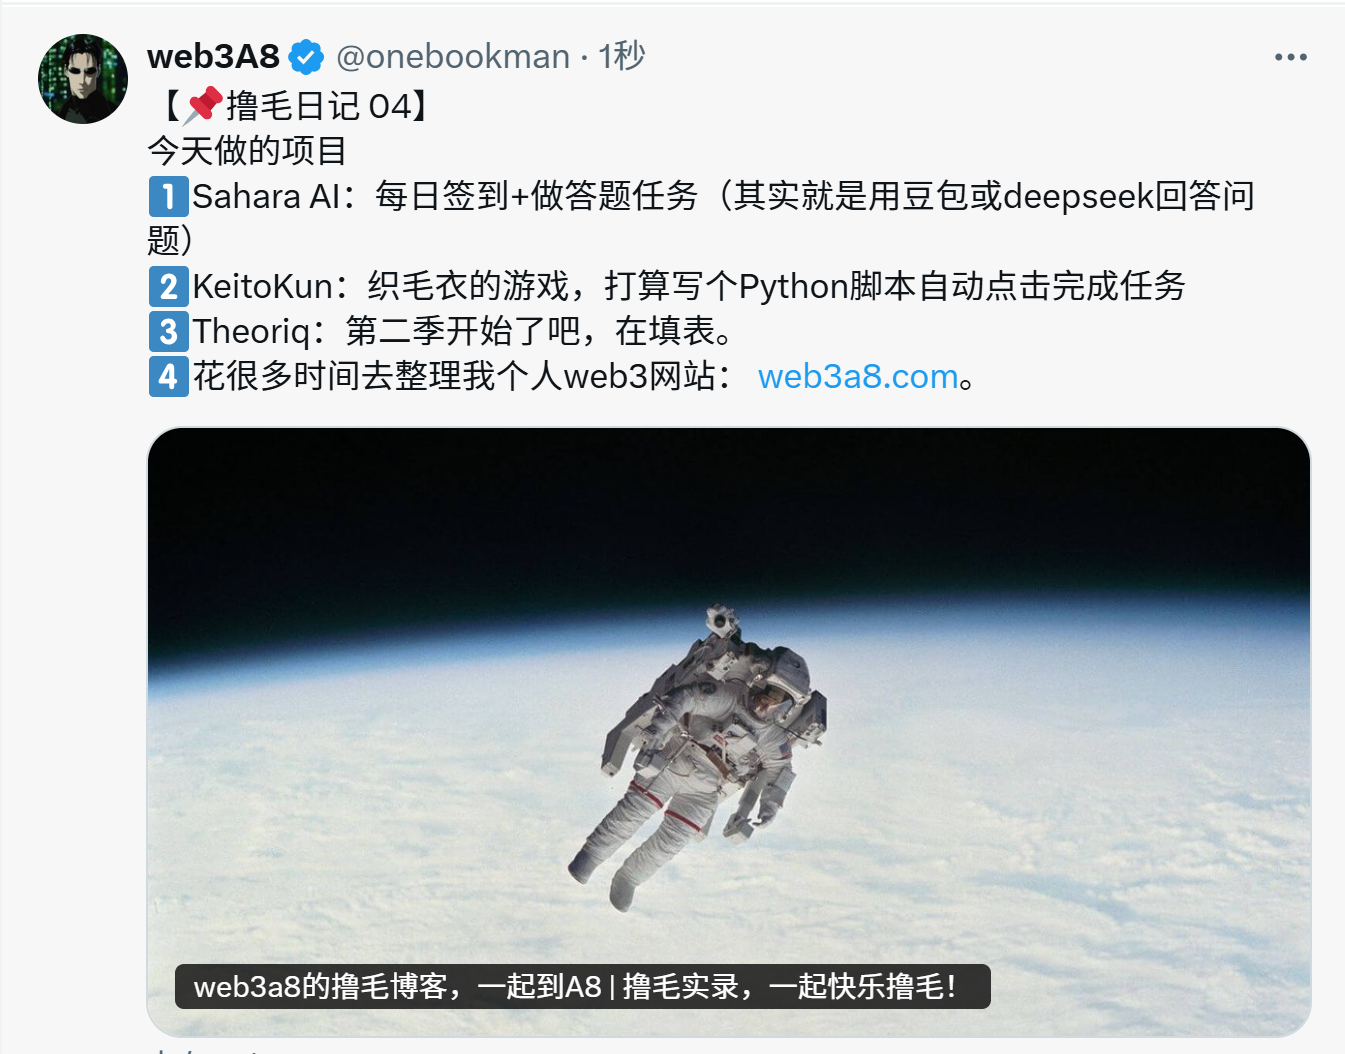 web3A8 @onebookman · 1秒
【📌撸毛日记 04】
今天做的项目
1️⃣Sahara AI：每日签到+做答题任务（其实就是用豆包或deepseek回答问
题）
2️⃣KeitoKun：织毛衣的游戏，打算写个Python脚本自动点击完成任务
3️⃣Theoriq：第二季开始了吧，在填表。
4️⃣花很多时间去整理我个人web3网站： web3a8.com。
web3a8的撸毛博客，一起到A8 | 撸毛实录，一起快乐撸毛！